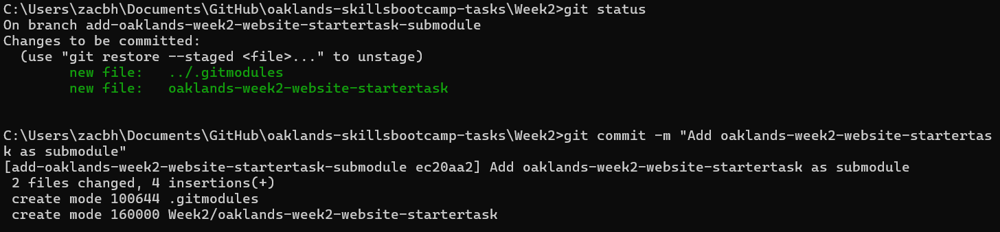 C:\Users\zacbh\Documents\GitHub\oaklands-skillsbootcamp-tasks\Week2>git status
On branch add-oaklands-week2-website-startertask-submodule
Changes to be committed:
  (use "git restore --staged <file>..." to unstage)
        new file:   ../.gitmodules
        new file:   oaklands-week2-website-startertask
C:\Users\zacbh\Documents\GitHub\oaklands-skillsbootcamp-tasks\Week2>git commit -m "Add oaklands-week2-website-startertas
k as submodule"
[add-oaklands-week2-website-startertask-submodule ec20aa2] Add oaklands-week2-website-startertask as submodule
 2 files changed, 4 insertions(+)
 create mode 100644 .gitmodules
 create mode 160000 Week2/oaklands-week2-website-startertask